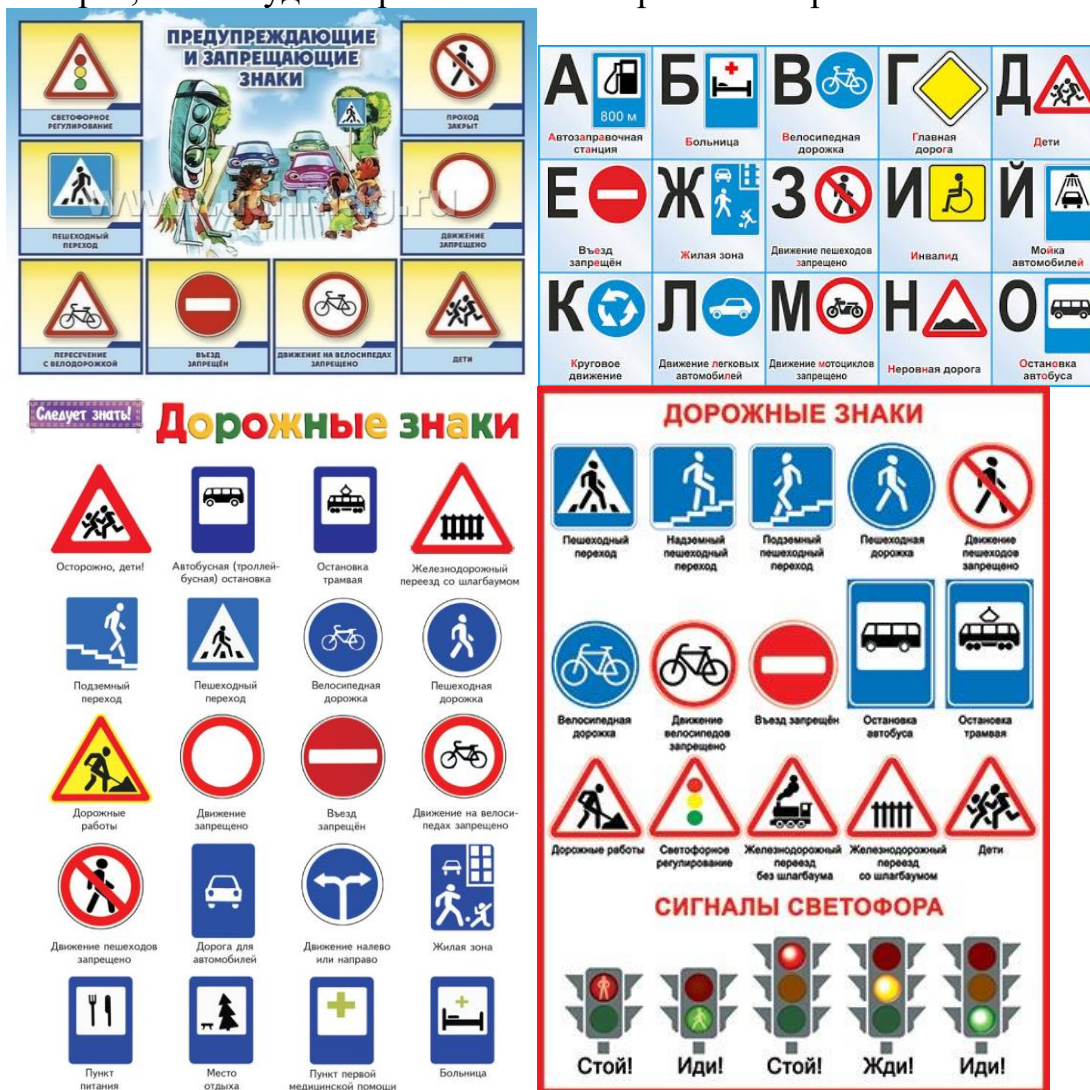 ПРЕДУПРЕЖДАЮЩИЕ
И ЗАПРЕЩАЮЩИЕ
ЗНАКИ
СВЕТОФОРНОЕ
РЕГУЛИРОВАНИЕ
ПРОХОД
ЗАКРЫТ
ПЕШЕХОДНЫЙ
ПЕРЕХОД
ДВИЖЕНИЕ
ЗАПРЕЩЕНО
ПЕРЕСЕЧЕНИЕ
С ВЕЛОДОРОЖКОЙ
ВЪЕЗД
ЗАПРЕЩЁН
ДВИЖЕНИЕ НА ВЕЛОСИПЕДАХ
ЗАПРЕЩЕНО
ДЕТИ
А
800 м
Автозаправочная
станция
Б
Больница
В
Велосипедная
дорожка
Г
Главная
дорога
Д
Дети
Е
Въезд
запрещён
Ж
Жилая зона
З
Движение пешеходов
запрещено
И
Инвалид
Й
Мойка
автомобилей
К
Круговое
движение
Л
Движение легковых
автомобилей
М
Движение мотоциклов
запрещено
Н
Неровная дорога
О
Остановка
автобуса
Следует знать!
Дорожные знаки
Осторожно, дети!
Автобусная (троллей-
бусная) остановка
Остановка
трамвая
Железнодорожный
переезд со шлагбаумом
Подземный
переход
Пешеходный
переход
Велосипедная
дорожка
Пешеходная
дорожка
Дорожные
работы
Движение
запрещено
Въезд
запрещён
Движение на велоси-
педах запрещено
Движение пешеходов
запрещено
Дорога для
автомобилей
Движение налево
или направо
Жилая зона
Пункт
питания
Место
отдыха
Пункт первой
медицинской помощи
Больница
ДОРОЖНЫЕ ЗНАКИ
Пешеходный
переход
Надземный
пешеходный
переход
Подземный
пешеходный
переход
Пешеходная
дорожка
Движение
пешеходов
запрещено
Велосипедная
дорожка
Движение
велосипедов
запрещено
Въезд запрещён
Остановка
автобуса
Остановка
трамвая
Дорожные работы
Светофорное
регулирование
Железнодорожный
переезд
без шлагбаума
Железнодорожный
переезд
со шлагбаумом
Дети
СИГНАЛЫ СВЕТОФОРА
Стой!
Иди!
Стой!
Жди!
Иди!